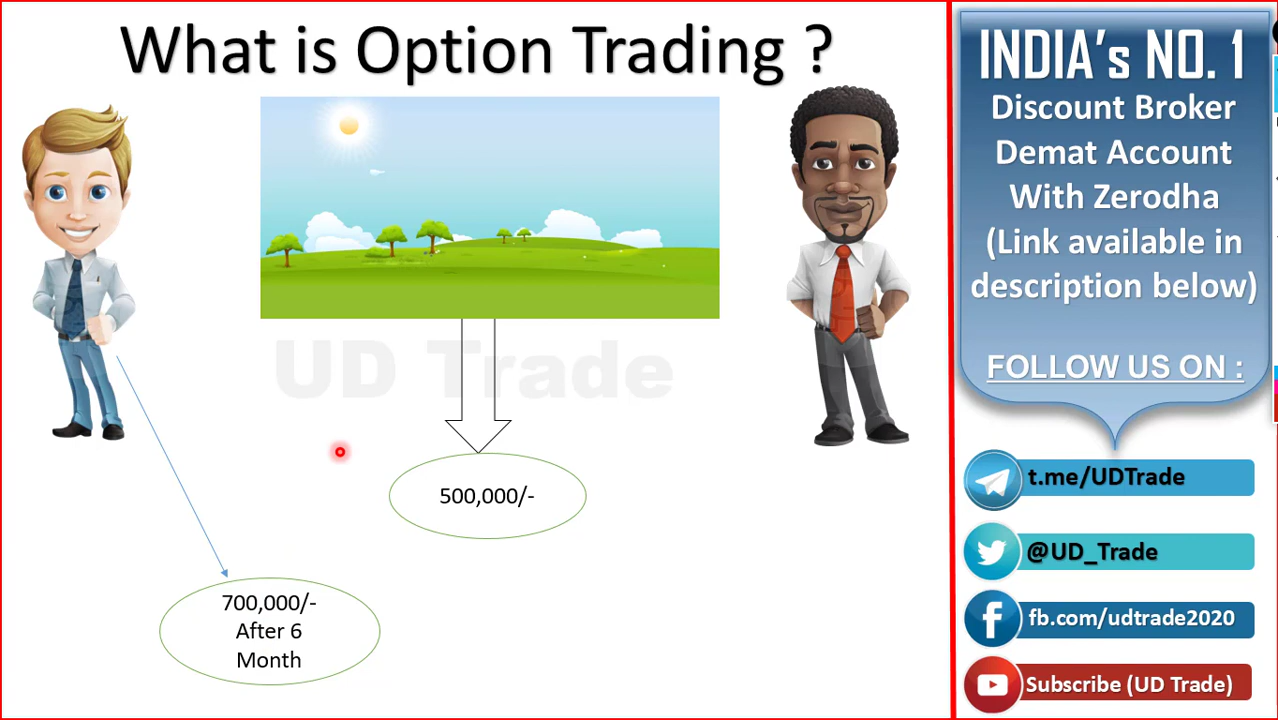 What is Option Trading ?
UD Trade
500,000/-
700,000/-
After 6
Month
INDIA's NO. 1
Discount Broker
Demat Account
With Zerodha
(Link available in
description below)
FOLLOW US ON :
t.me/UDTrade
@UD_Trade
fb.com/udtrade2020
Subscribe (UD Trade)